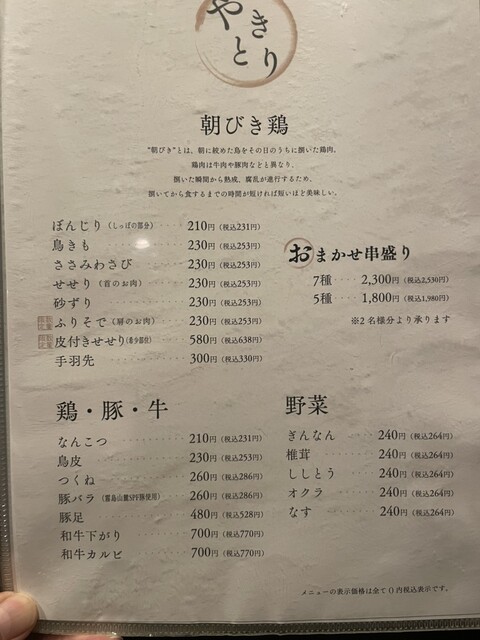 やきとり
朝びき鶏
"朝びき"とは、朝に絞めた鳥をその日のうちに捌いた鶏肉。
鶏肉は牛肉や豚肉などと異なり、
捌いた瞬間から熟成、腐乱が進行するため、
捌いてから食するまでの時間が短ければ短いほど美味しい。
ぼんじり(しっぽの部分) 210円(税込231円)
鳥きも 230円(税込253円)
ささみわさび 230円(税込253円)
せせり(首のお肉) 230円(税込253円)
砂ずり 230円(税込253円)
数量限定 ふりそで(肩のお肉) 230円(税込253円)
数量限定 皮付きせせり(希少部位) 580円(税込638円)
手羽先 300円(税込330円)
おまかせ串盛り
7種 2,300円(税込2,530円)
5種 1,800円(税込1,980円)
※2名様分より承ります
鶏・豚・牛
なんこつ 210円(税込231円)
鳥皮 230円(税込253円)
つくね 260円(税込286円)
豚バラ(霧島山麓SPF豚使用) 260円(税込286円)
豚足 480円(税込528円)
和牛下がり 700円(税込770円)
和牛カルビ 700円(税込770円)
野菜
ぎんなん 240円(税込264円)
椎茸 240円(税込264円)
ししとう 240円(税込264円)
オクラ 240円(税込264円)
なす 240円(税込264円)
メニューの表示価格は全て()内税込表示です。